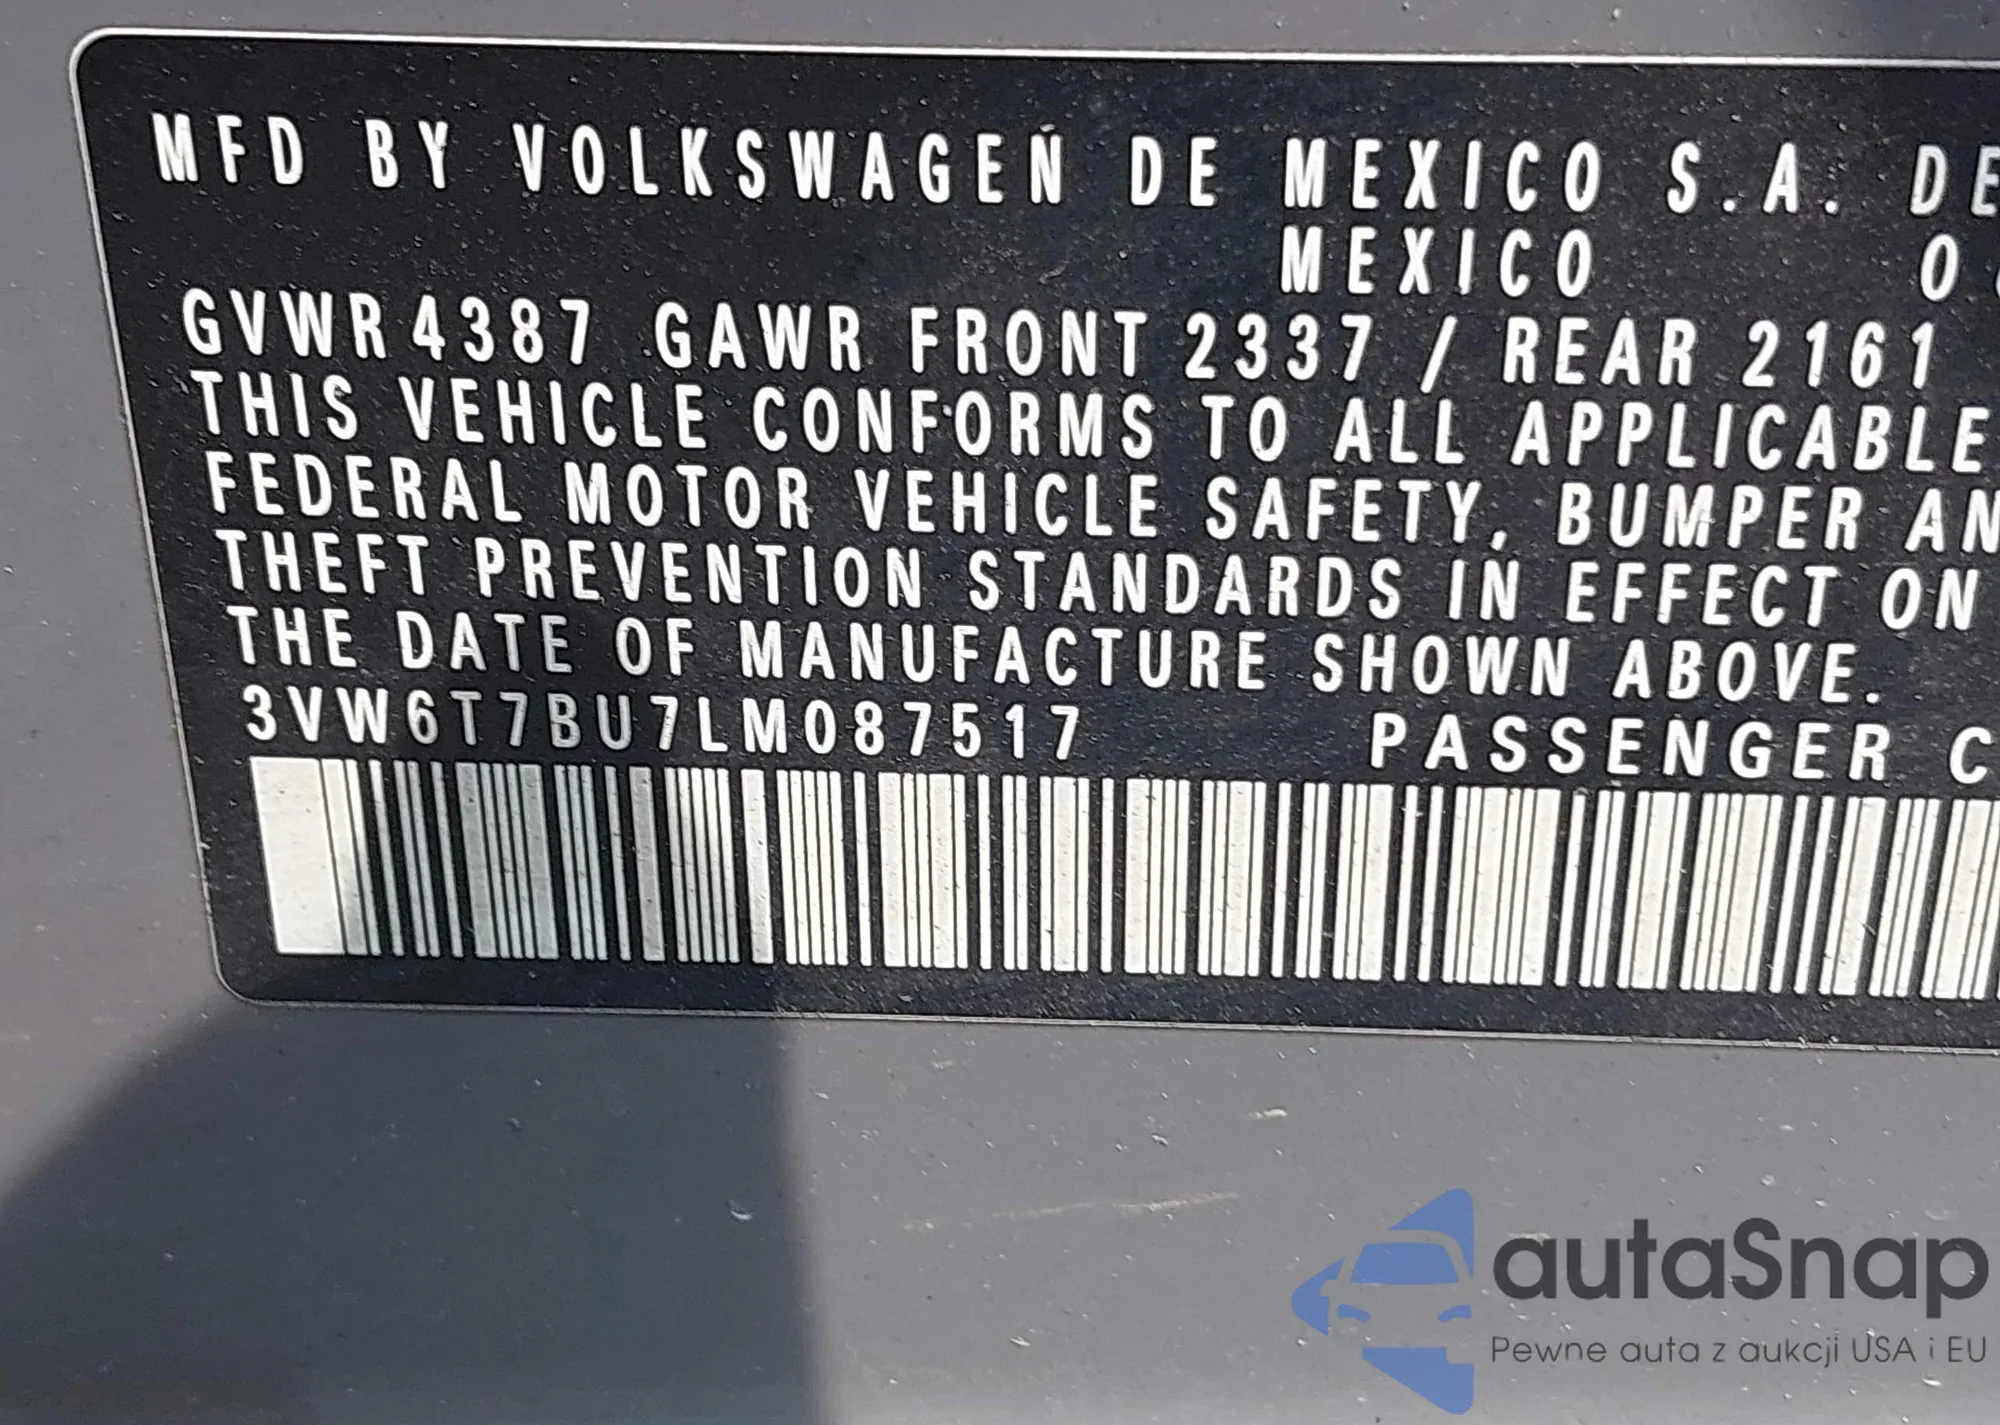 MFD BY VOLKSWAGEN DE MEXICO S.A. DE
MEXICO 0
GVWR 4387 GAWR FRONT 2337 / REAR 2161
THIS VEHICLE CONFORMS TO ALL APPLICABLE
FEDERAL MOTOR VEHICLE SAFETY, BUMPER AN
THEFT PREVENTION STANDARDS IN EFFECT ON
THE DATE OF MANUFACTURE SHOWN ABOVE.
3VW6T7BU7LM087517 PASSENGER C
autaSnap
Pewne auta z aukcji USA i EU